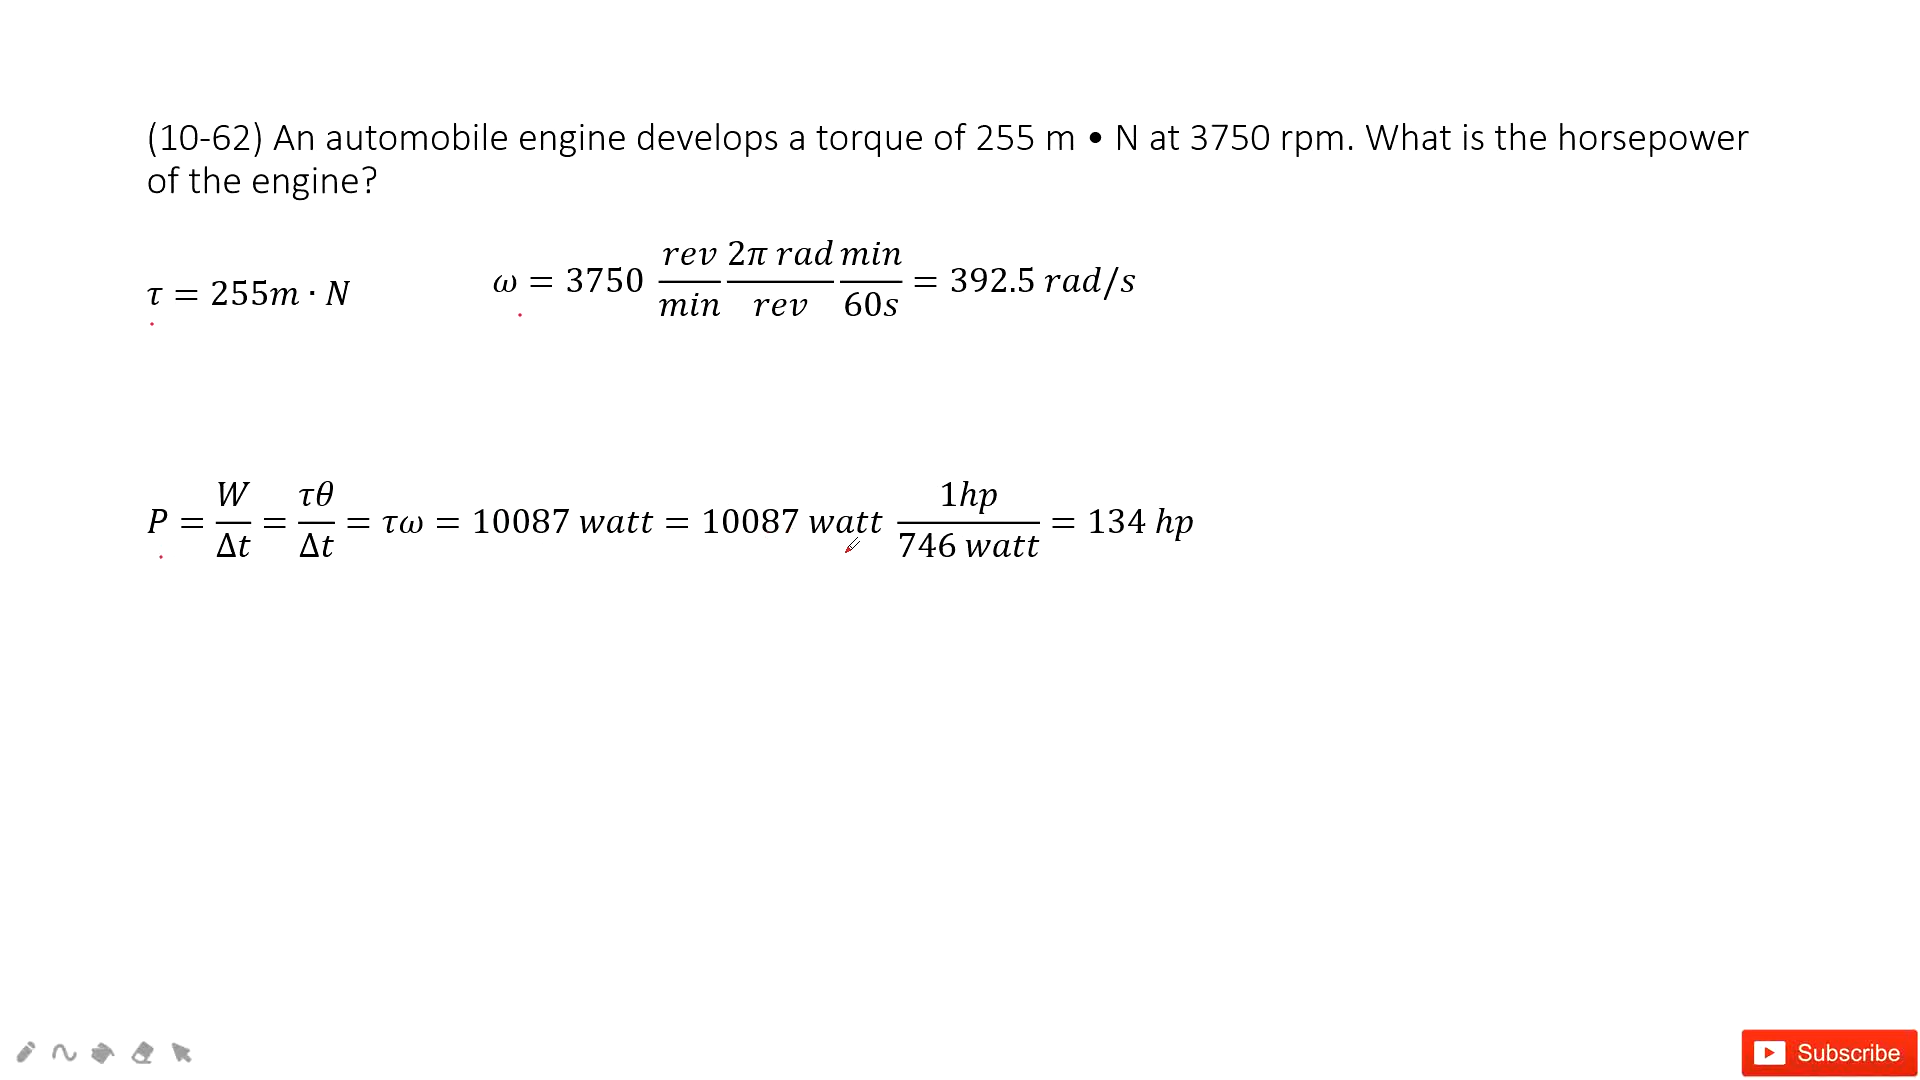 (10-62) An automobile engine develops a torque of 255 m • N at 3750 rpm. What is the horsepower
of the engine?
τ = 255m · N
ω = 3750 rev/min 2π rad/rev min/60s = 392.5 rad/s
P = W/Δt = τθ/Δt = τω = 10087 watt = 10087 watt 1hp/746 watt = 134 hp
Subscribe